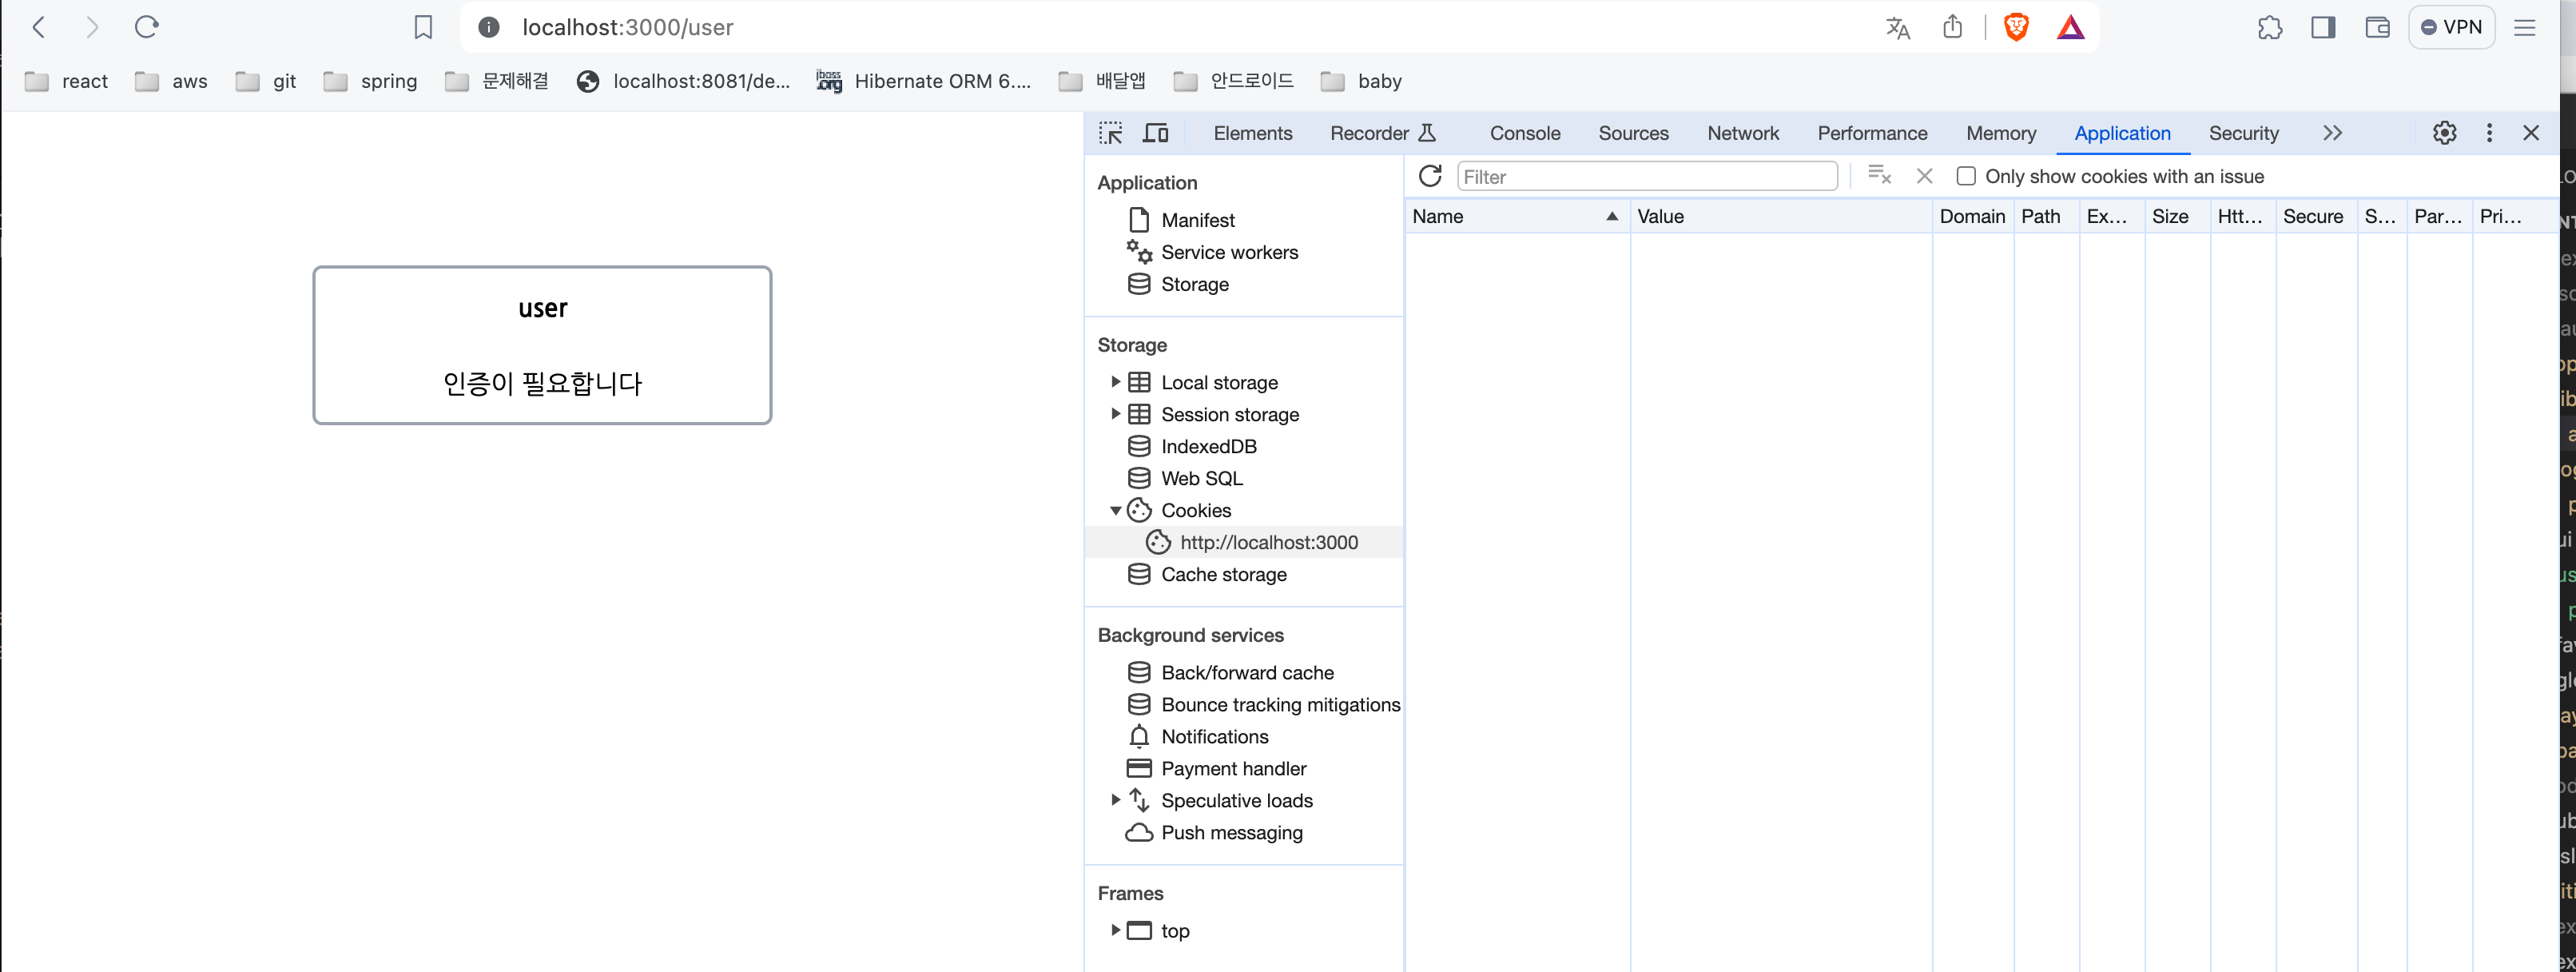 localhost:3000/user
VPN
react
aws
git
spring
문제해결
localhost:8081/de...
jboss.org
Hibernate ORM 6....
배달앱
안드로이드
baby
user
인증이 필요합니다
Elements
Recorder
Console
Sources
Network
Performance
Memory
Application
Security
Filter
Only show cookies with an issue
Name
Value
Domain
Path
Ex...
Size
Htt...
Secure
S...
Par...
Pri...
Application
Manifest
Service workers
Storage
Storage
Local storage
Session storage
IndexedDB
Web SQL
Cookies
http://localhost:3000
Cache storage
Background services
Back/forward cache
Bounce tracking mitigations
Notifications
Payment handler
Speculative loads
Push messaging
Frames
top